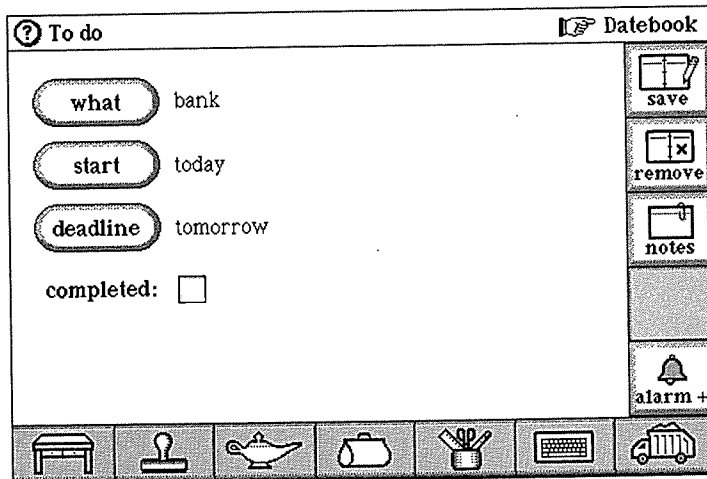 ? To do
Datebook
what bank
start today
deadline tomorrow
completed:
save
remove
notes
alarm +